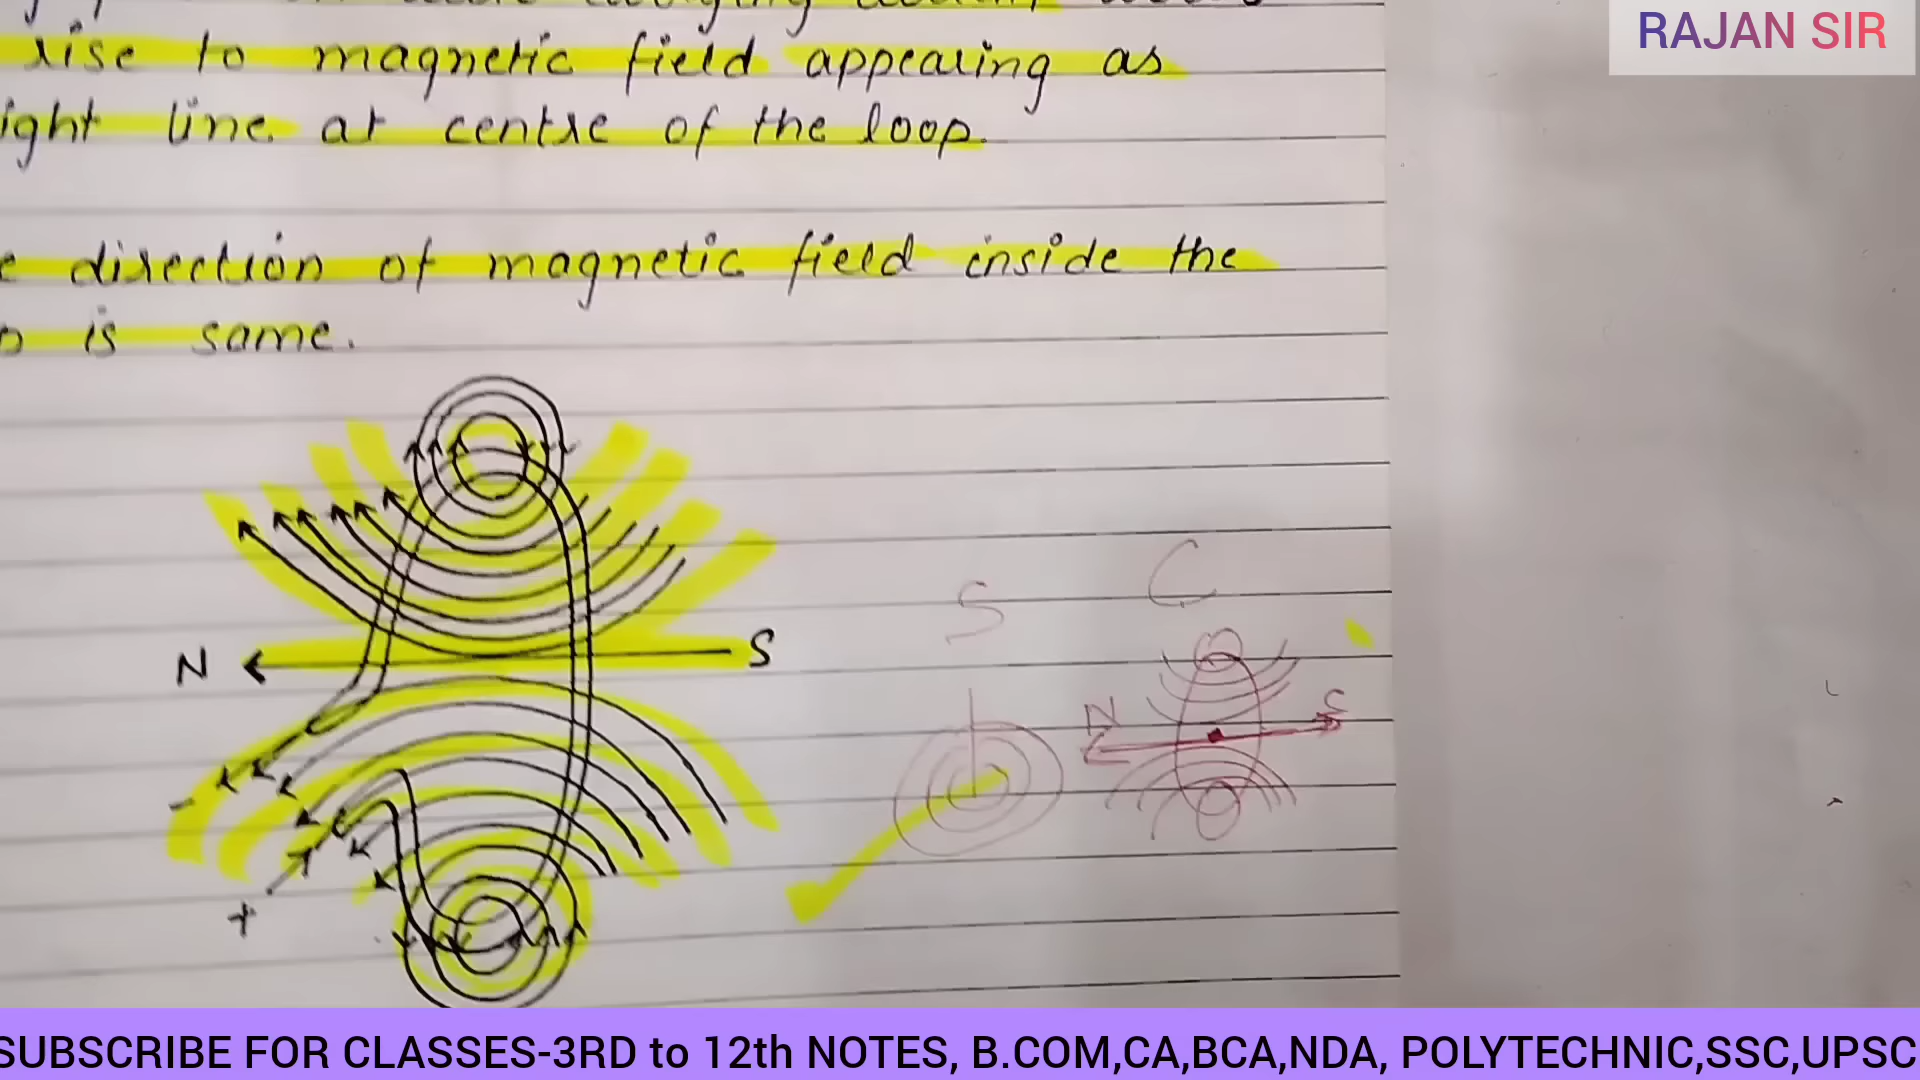 RAJAN SIR
rise to magnetic field appearing as
ight line at centre of the loop.
e direction of magnetic field inside the
p is same.
N
S
S
C
N
S
-
+
SUBSCRIBE FOR CLASSES-3RD to 12th NOTES, B.COM,CA,BCA,NDA, POLYTECHNIC,SSC,UPSC